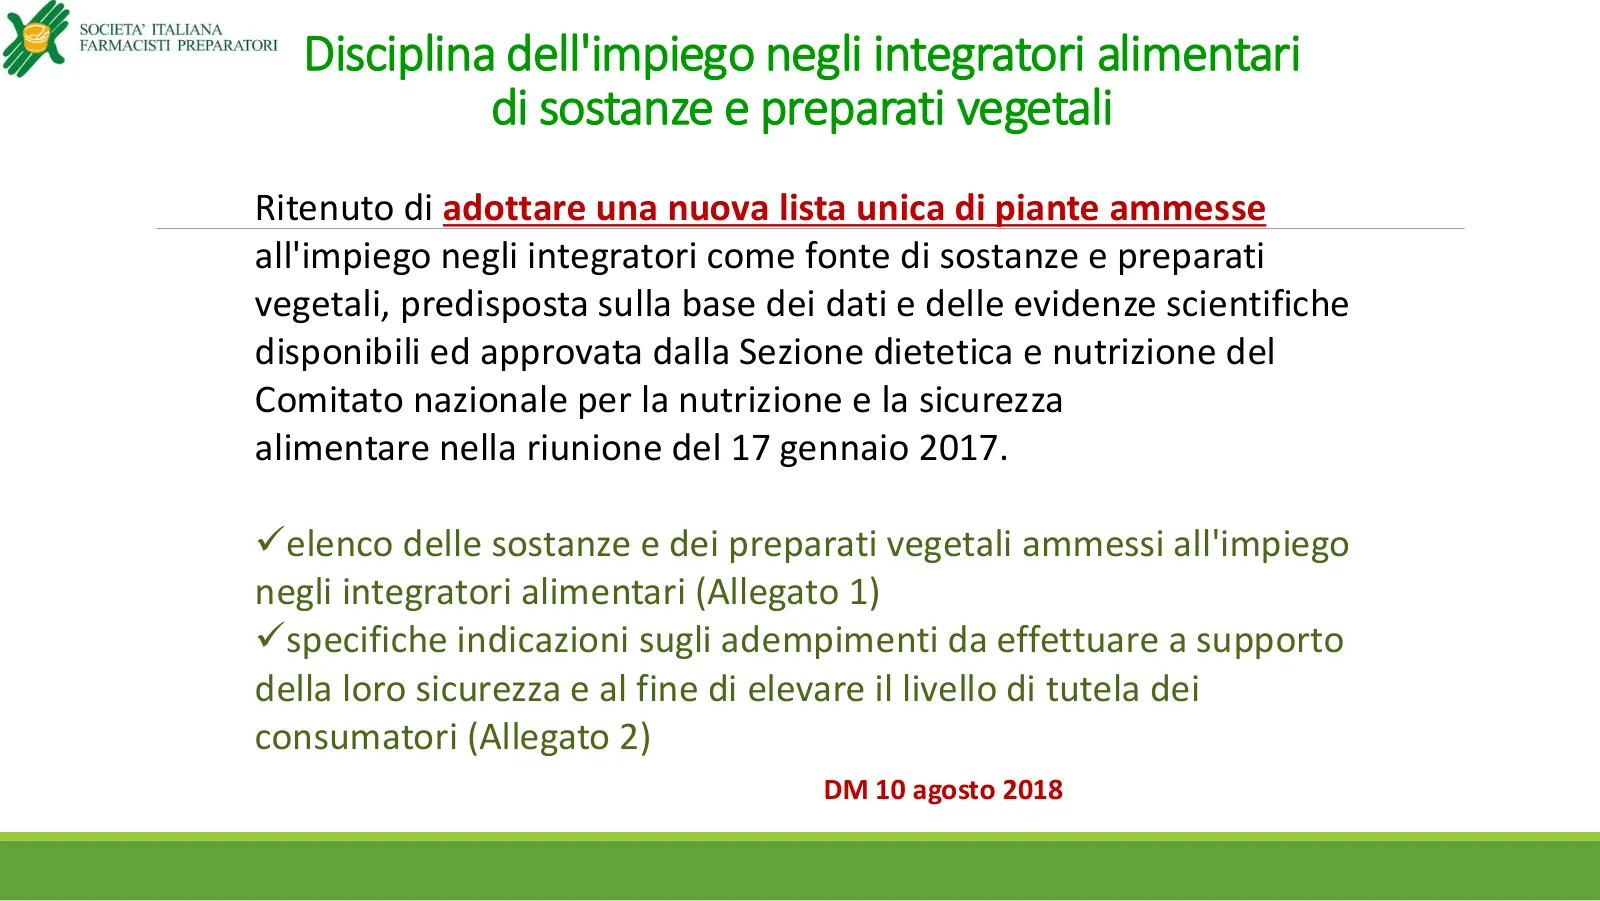 SOCIETA' ITALIANA
FARMACISTI PREPARATORI
Disciplina dell'impiego negli integratori alimentari
di sostanze e preparati vegetali
Ritenuto di adottare una nuova lista unica di piante ammesse
all'impiego negli integratori come fonte di sostanze e preparati
vegetali, predisposta sulla base dei dati e delle evidenze scientifiche
disponibili ed approvata dalla Sezione dietetica e nutrizione del
Comitato nazionale per la nutrizione e la sicurezza
alimentare nella riunione del 17 gennaio 2017.
✓elenco delle sostanze e dei preparati vegetali ammessi all'impiego
negli integratori alimentari (Allegato 1)
✓specifiche indicazioni sugli adempimenti da effettuare a supporto
della loro sicurezza e al fine di elevare il livello di tutela dei
consumatori (Allegato 2)
DM 10 agosto 2018